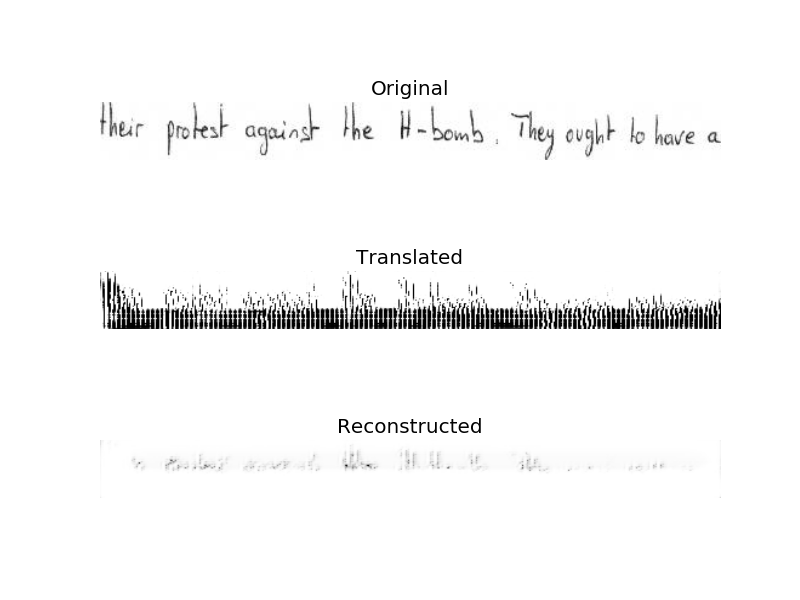 Original
their protest against the H-bomb. They ought to have a
Translated
Reconstructed